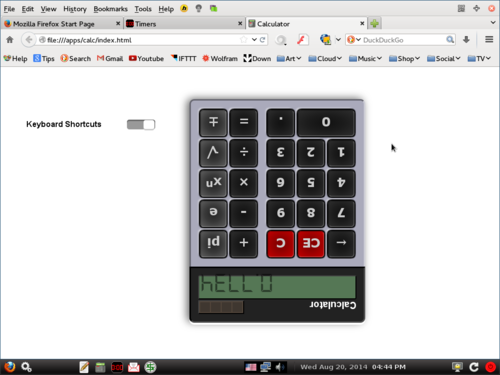 File Edit View History Bookmarks Tools Help
Mozilla Firefox Start Page
Timers
Calculator
file:///apps/calc/index.html
DuckDuckGo
Help Tips Search Gmail Youtube IFTTT Wolfram Down Art Cloud Music Shop Social TV
Keyboard Shortcuts
Calculator
hELL'O
← CE C + pi
7 8 9 - e
4 5 6 × xⁿ
1 2 3 ÷ √
0 . = ±
Wed Aug 20, 2014 04:44 PM